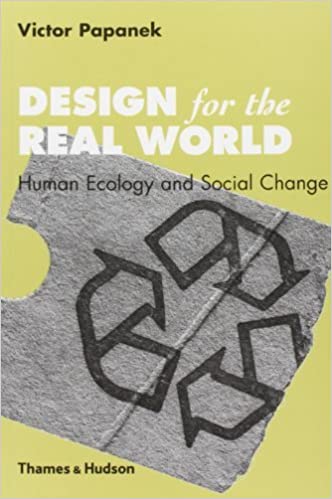 Victor Papanek
DESIGN for the
REAL WORLD
Human Ecology and Social Change
Thames & Hudson